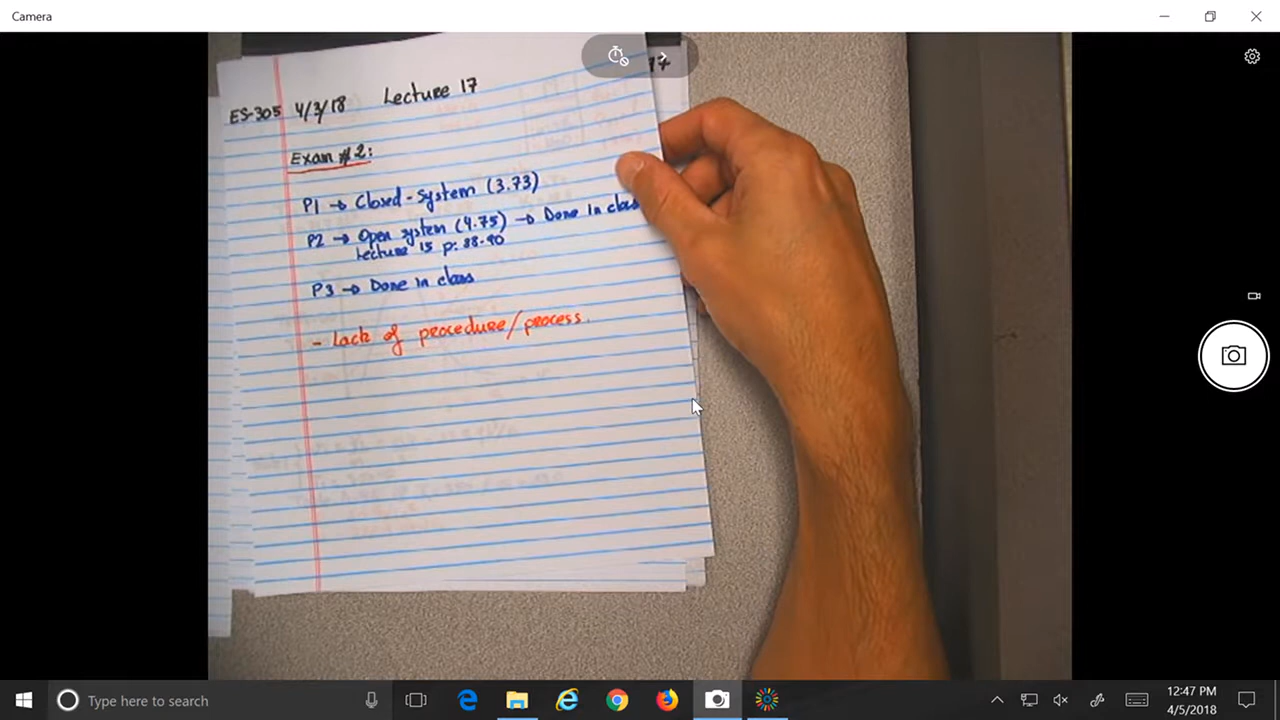 Camera
17
ES-305 4/3/18 Lecture 17
Exam #2:
P1 → Closed-System (3.73)
P2 → Open system (4.75) → Done in class
Lecture 15 p: 88-90
P3 → Done in class
- Lack of procedure/process.
Type here to search
12:47 PM
4/5/2018